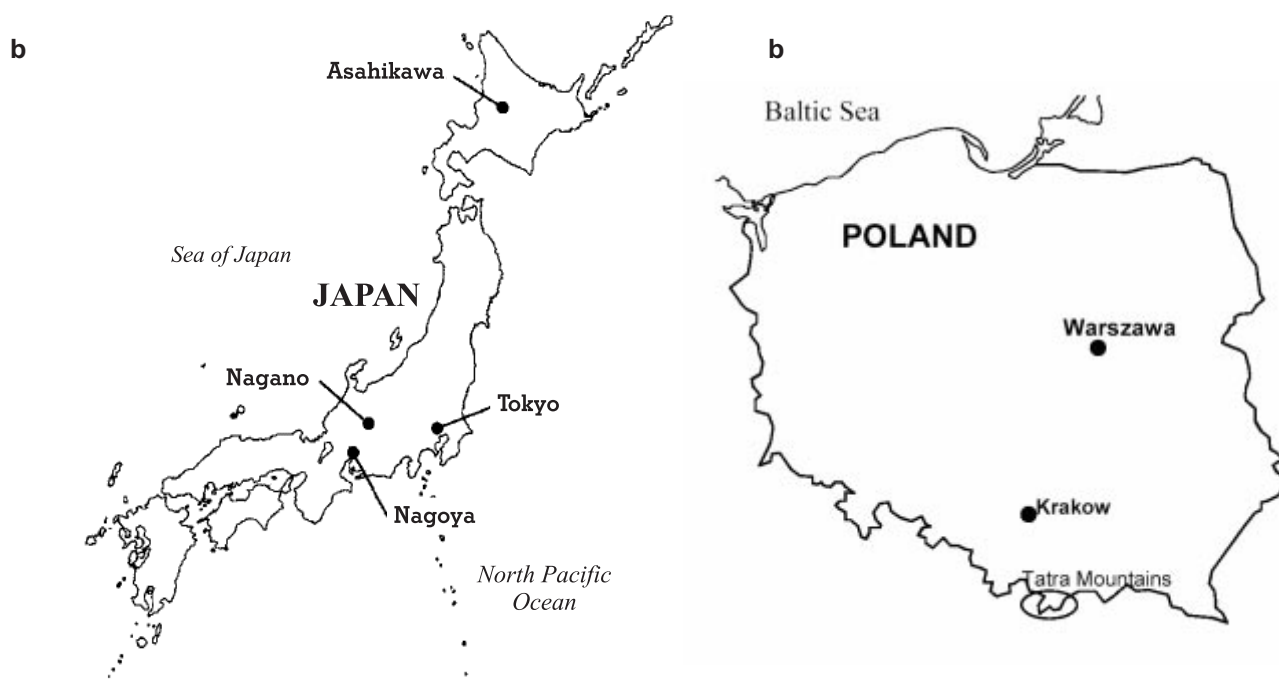 b
Asahikawa
Sea of Japan
JAPAN
Nagano
Tokyo
Nagoya
North Pacific
Ocean
b
Baltic Sea
POLAND
Warszawa
Krakow
Tatra Mountains